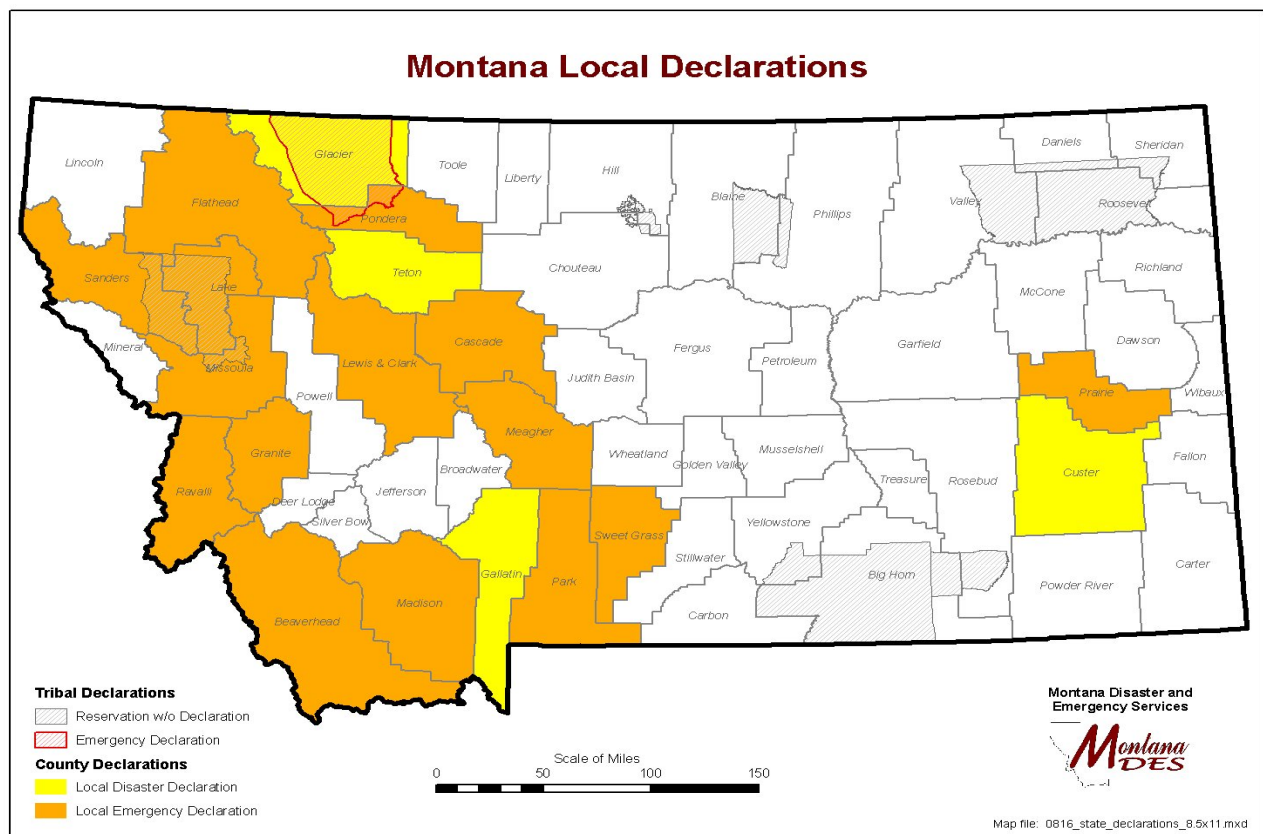 Montana Local Declarations
Lincoln
Glacier
Toole
Liberty
Hill
Blaine
Phillips
Valley
Daniels
Sheridan
Roosevelt
Flathead
Pondera
Sanders
Lake
Teton
Chouteau
Richland
McCone
Dawson
Mineral
Missoula
Powell
Lewis & Clark
Cascade
Judith Basin
Fergus
Petroleum
Garfield
Prairie
Wibaux
Granite
Ravalli
Meagher
Broadwater
Jefferson
Deer Lodge
Silver Bow
Wheatland
Golden Valley
Musselshell
Treasure
Rosebud
Custer
Fallon
Beaverhead
Madison
Gallatin
Park
Sweet Grass
Stillwater
Yellowstone
Carbon
Big Horn
Powder River
Carter
Tribal Declarations
Reservation w/o Declaration
Emergency Declaration
County Declarations
Local Disaster Declaration
Local Emergency Declaration
Scale of Miles
0 50 100 150
Montana Disaster and
Emergency Services
Montana
DES
Map file: 0816_state_declarations_8.5x11.mxd